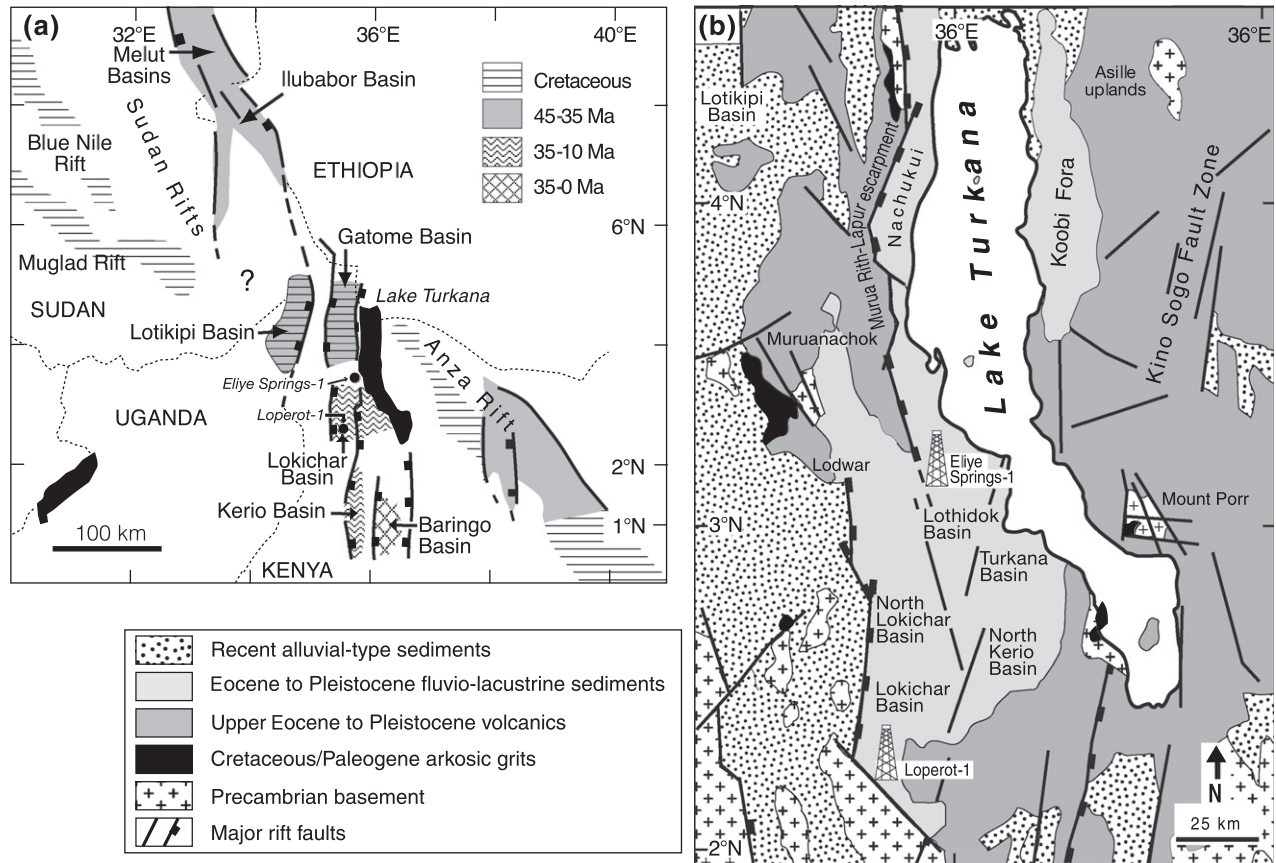 (a)
32°E
36°E
40°E
Melut
Basins
Ilubabor Basin
Cretaceous
45-35 Ma
35-10 Ma
35-0 Ma
Sudan Rifts
Blue Nile
Rift
ETHIOPIA
6°N
Gatome Basin
Muglad Rift
?
SUDAN
Lake Turkana
Lotikipi Basin
Anza Rift
Eliye Springs-1
UGANDA
Loperot-1
Lokichar
Basin
2°N
Kerio Basin
Baringo
Basin
1°N
100 km
KENYA
Recent alluvial-type sediments
Eocene to Pleistocene fluvio-lacustrine sediments
Upper Eocene to Pleistocene volcanics
Cretaceous/Paleogene arkosic grits
Precambrian basement
Major rift faults
(b)
36°E
36°E
Asille
uplands
Lotikipi
Basin
Murua Rith-Lapur escarpment
Nachukui
Lake Turkana
Koobi Fora
Kino Sogo Fault Zone
4°N
Muruanachok
Lodwar
Eliye
Springs-1
Mount Porr
3°N
Lothidok
Basin
Turkana
Basin
North
Lokichar
Basin
North
Kerio
Basin
Lokichar
Basin
Loperot-1
N
25 km
2°N